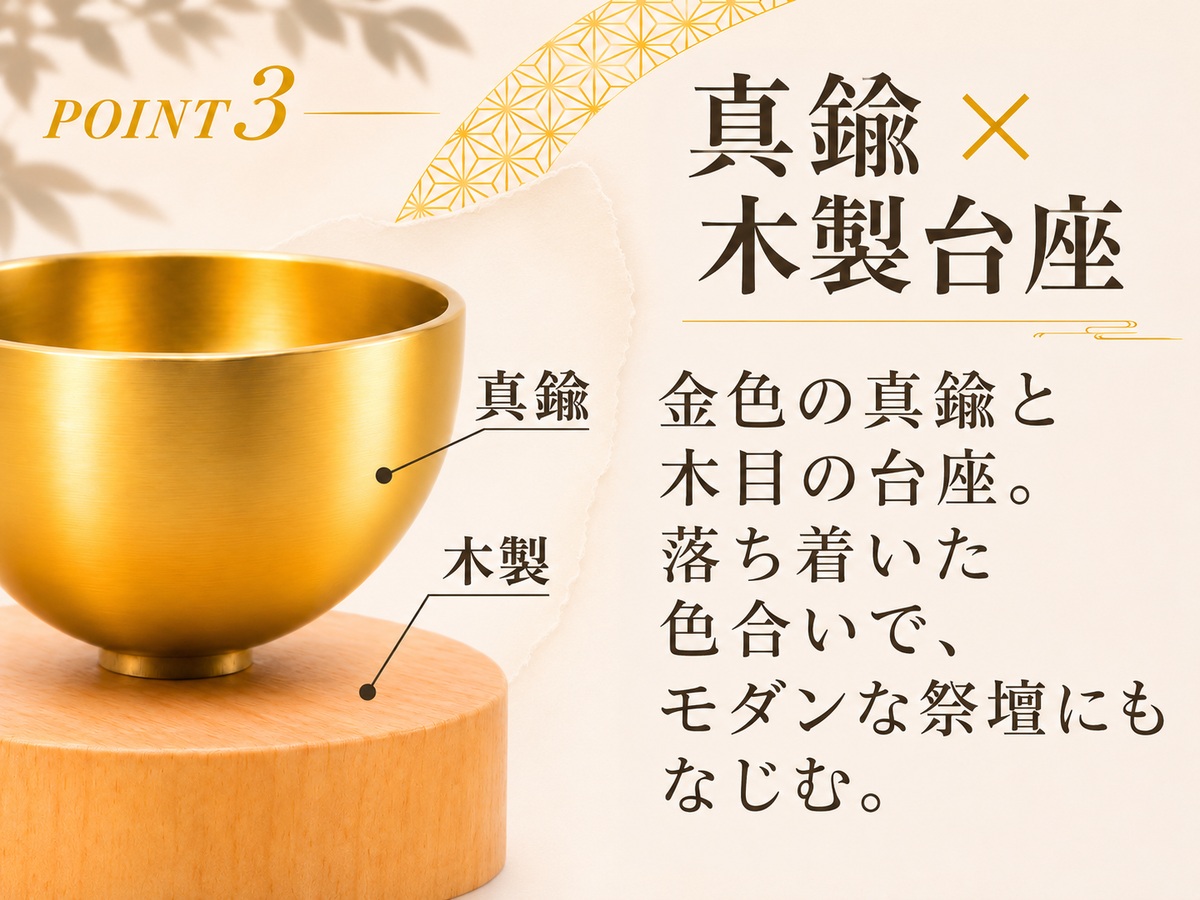 POINT 3
真鍮×
木製台座
真鍮
木製
金色の真鍮と
木目の台座。
落ち着いた
色合いで、
モダンな祭壇にも
なじむ。